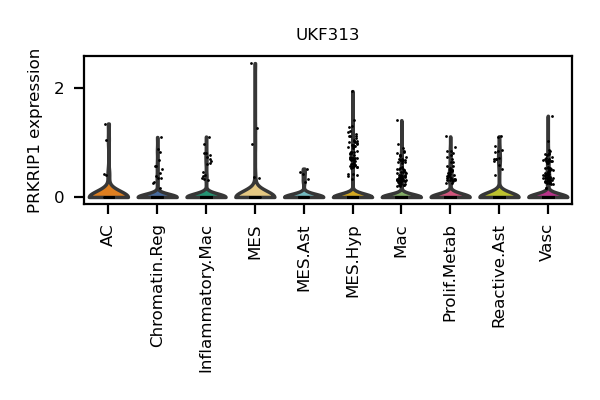 UKF313
PRKRIP1 expression
2
0
AC
Chromatin.Reg
Inflammatory.Mac
MES
MES.Ast
MES.Hyp
Mac
Prolif.Metab
Reactive.Ast
Vasc